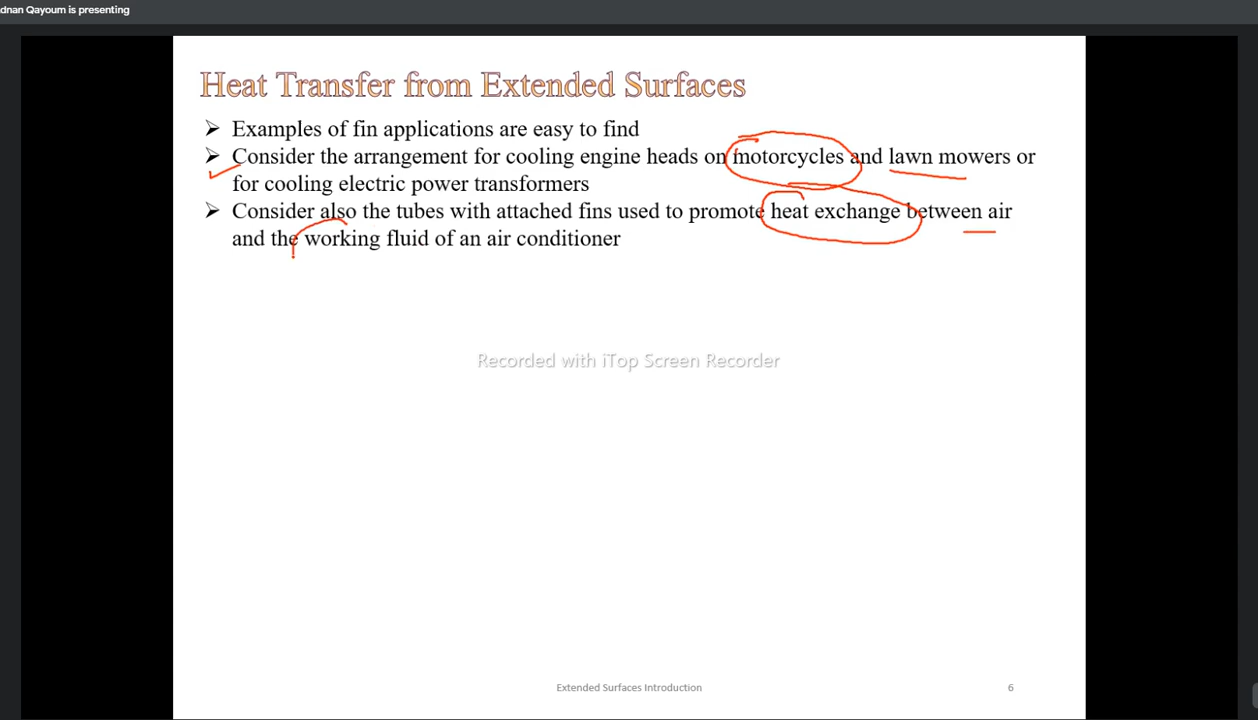 dnan Qayoum is presenting
Heat Transfer from Extended Surfaces
➢ Examples of fin applications are easy to find
➢ Consider the arrangement for cooling engine heads on motorcycles and lawn mowers or
for cooling electric power transformers
➢ Consider also the tubes with attached fins used to promote heat exchange between air
and the working fluid of an air conditioner
Recorded with iTop Screen Recorder
Extended Surfaces Introduction 6